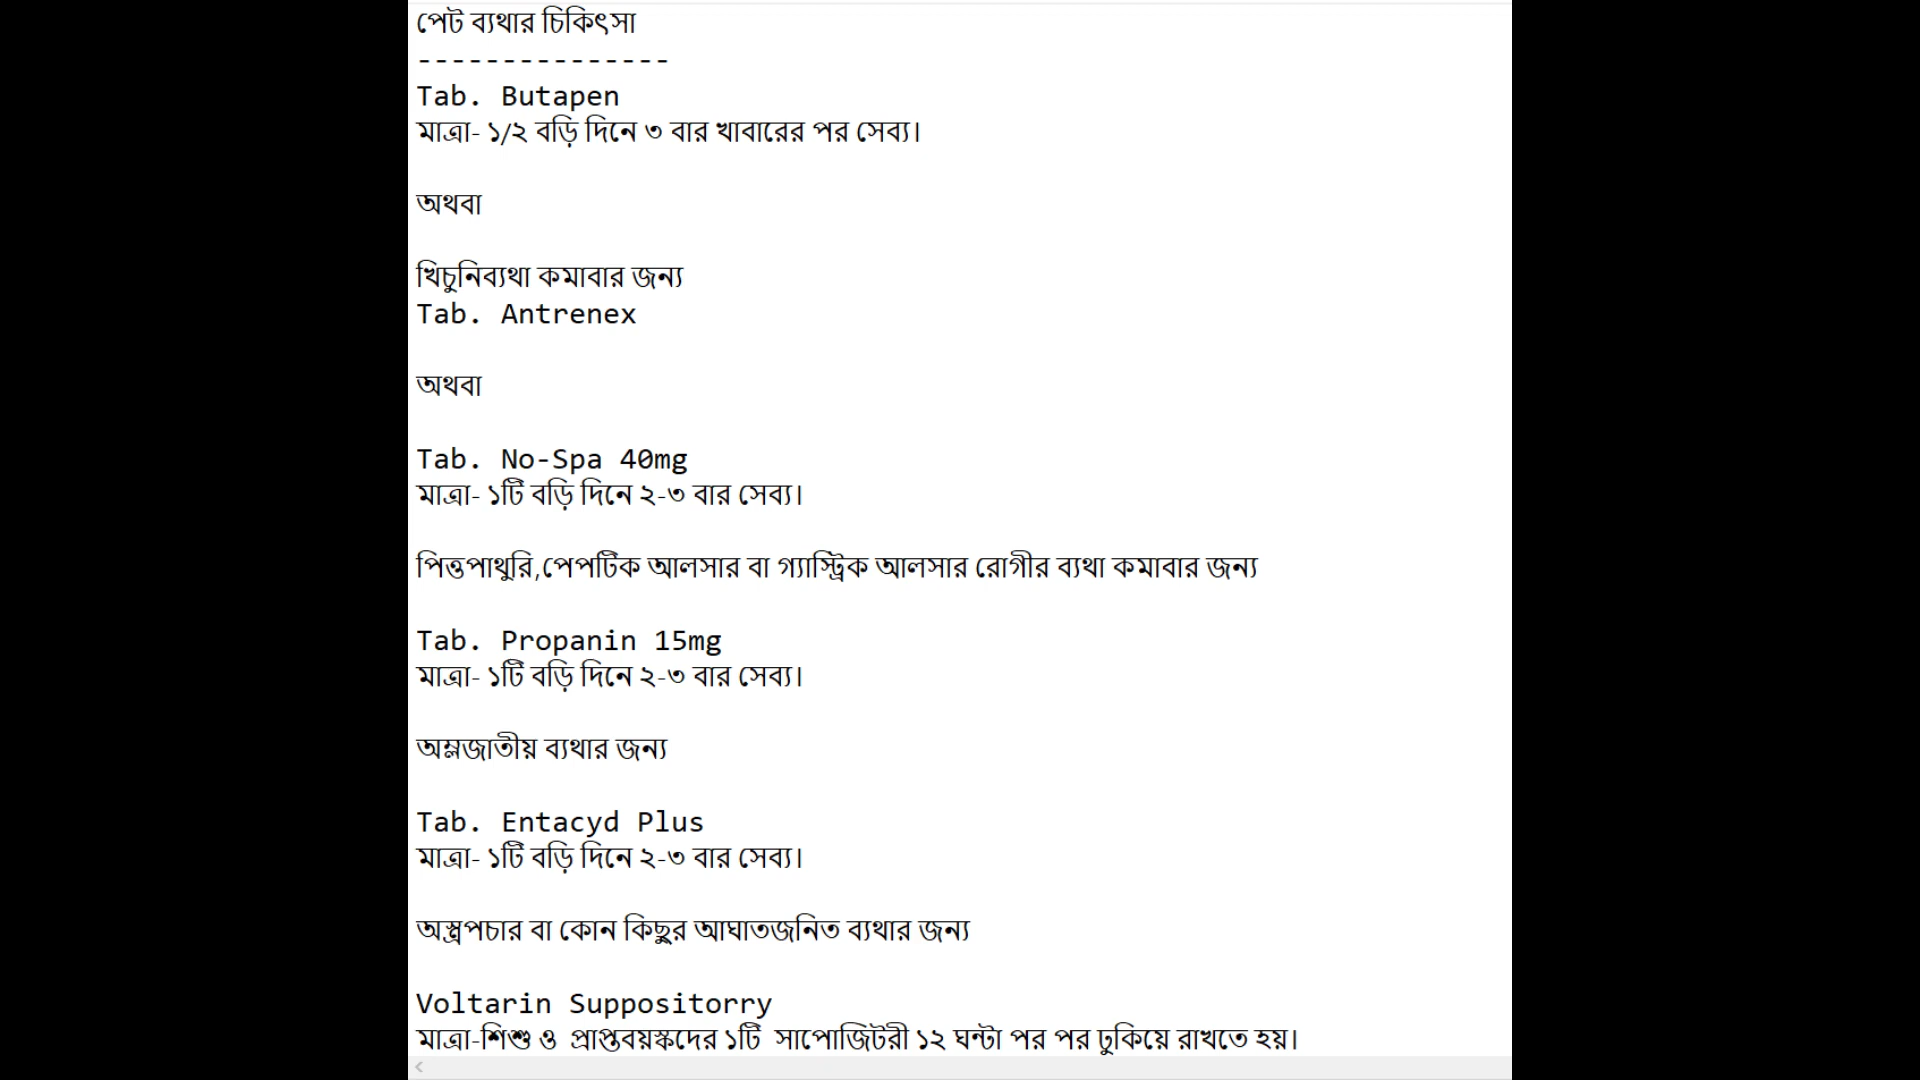 পেট ব্যথার চিকিৎসা
---------------
Tab. Butapen
মাত্রা- ১/২ বড়ি দিনে ৩ বার খাবারের পর সেব্য।
অথবা
খিচুনিব্যথা কমাবার জন্য
Tab. Antrenex
অথবা
Tab. No-Spa 40mg
মাত্রা- ১টি বড়ি দিনে ২-৩ বার সেব্য।
পিত্তপাথুরি,পেপটিক আলসার বা গ্যাস্ট্রিক আলসার রোগীর ব্যথা কমাবার জন্য
Tab. Propanin 15mg
মাত্রা- ১টি বড়ি দিনে ২-৩ বার সেব্য।
অম্লজাতীয় ব্যথার জন্য
Tab. Entacyd Plus
মাত্রা- ১টি বড়ি দিনে ২-৩ বার সেব্য।
অস্ত্রপচার বা কোন কিছুর আঘাতজনিত ব্যথার জন্য
Voltarin Suppositorry
মাত্রা-শিশু ও  প্রাপ্তবয়স্কদের ১টি  সাপোজিটরী ১২ ঘন্টা পর পর ঢুকিয়ে রাখতে হয়।